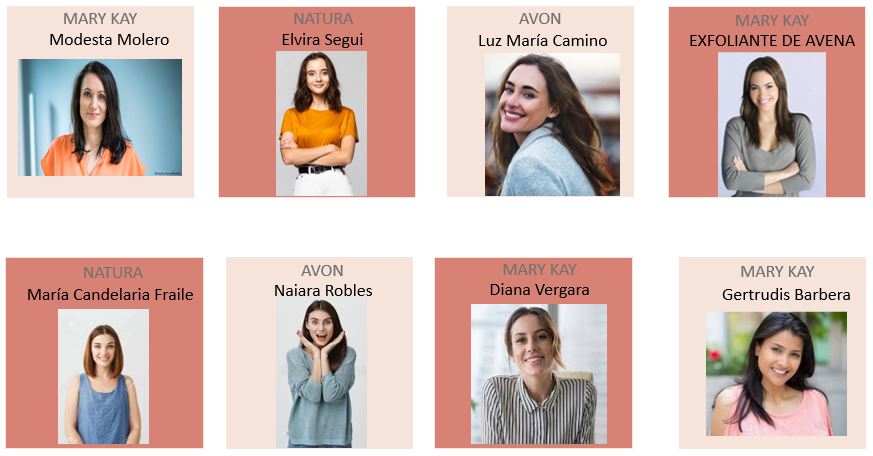 MARY KAY
Modesta Molero
NATURA
Elvira Segui
AVON
Luz María Camino
MARY KAY
EXFOLIANTE DE AVENA
NATURA
María Candelaria Fraile
AVON
Naiara Robles
MARY KAY
Diana Vergara
MARY KAY
Gertrudis Barbera